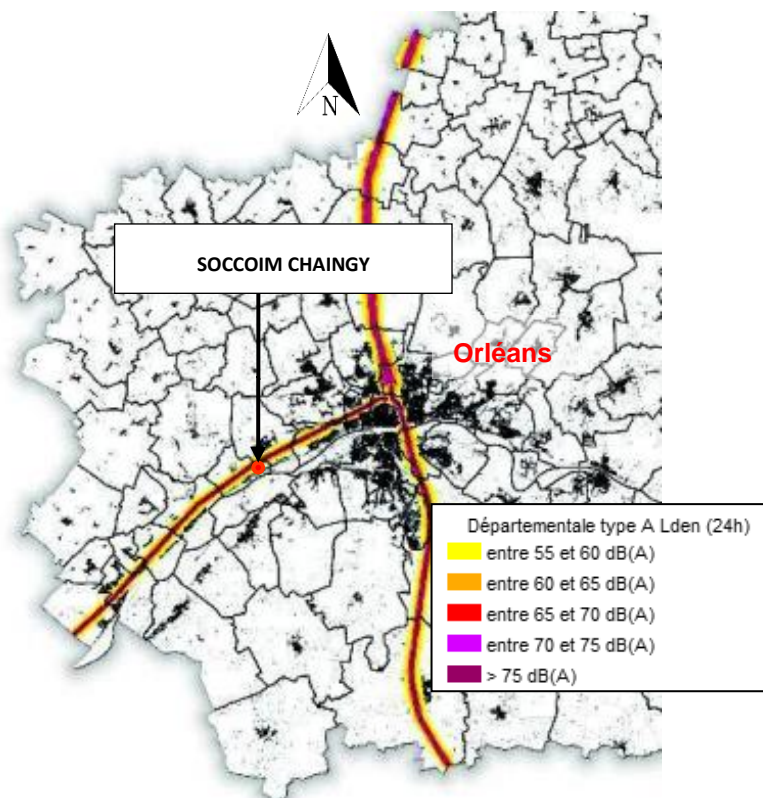 N
SOCCOIM CHAINGY
Orléans
Départementale type A Lden (24h)
entre 55 et 60 dB(A)
entre 60 et 65 dB(A)
entre 65 et 70 dB(A)
entre 70 et 75 dB(A)
> 75 dB(A)